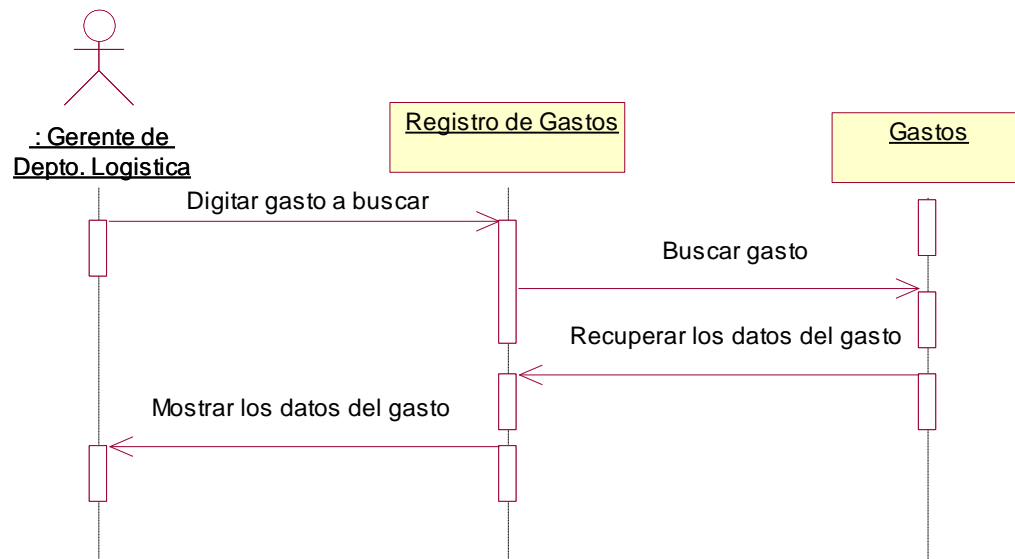 : Gerente de
Depto. Logistica
Registro de Gastos
Gastos
Digitar gasto a buscar
Buscar gasto
Recuperar los datos del gasto
Mostrar los datos del gasto